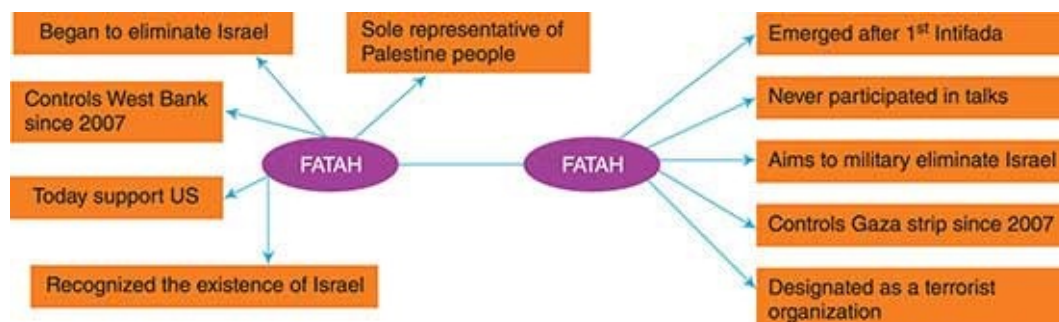 Began to eliminate Israel
Sole representative of
Palestine people
Controls West Bank
since 2007
FATAH
Today support US
Recognized the existence of Israel
FATAH
Emerged after 1st Intifada
Never participated in talks
Aims to military eliminate Israel
Controls Gaza strip since 2007
Designated as a terrorist
organization